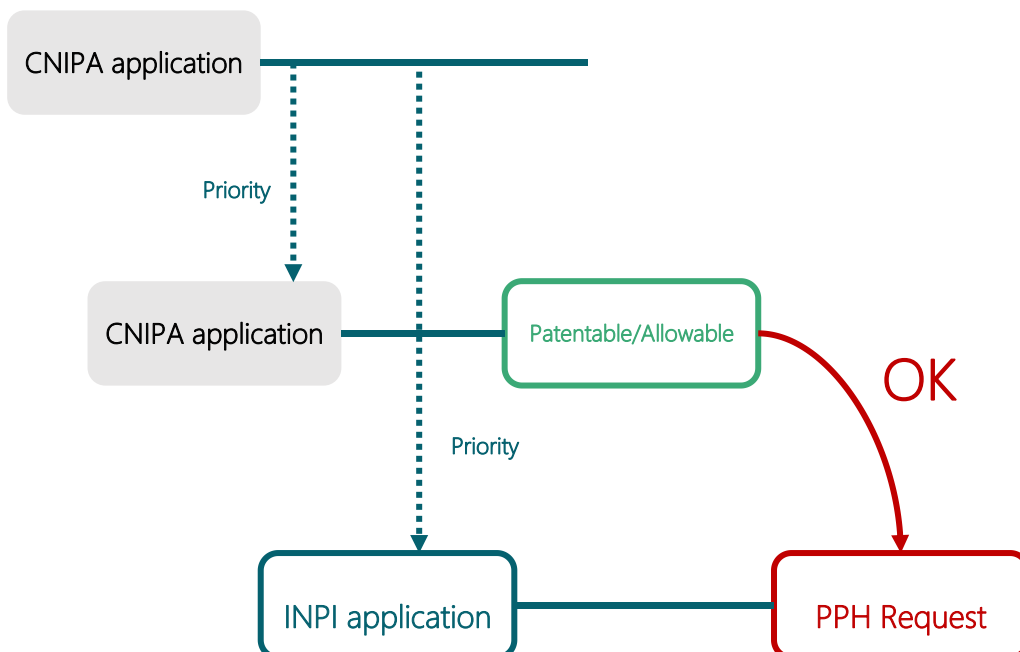 CNIPA application
Priority
CNIPA application
Patentable/Allowable
OK
Priority
INPI application
PPH Request